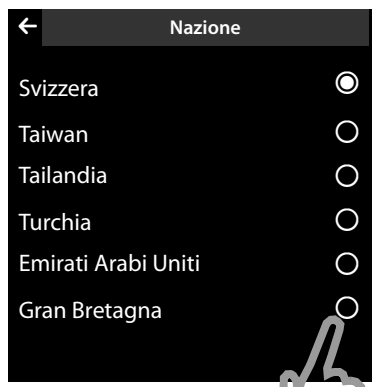 Nazione
Svizzera
Taiwan
Tailandia
Turchia
Emirati Arabi Uniti
Gran Bretagna